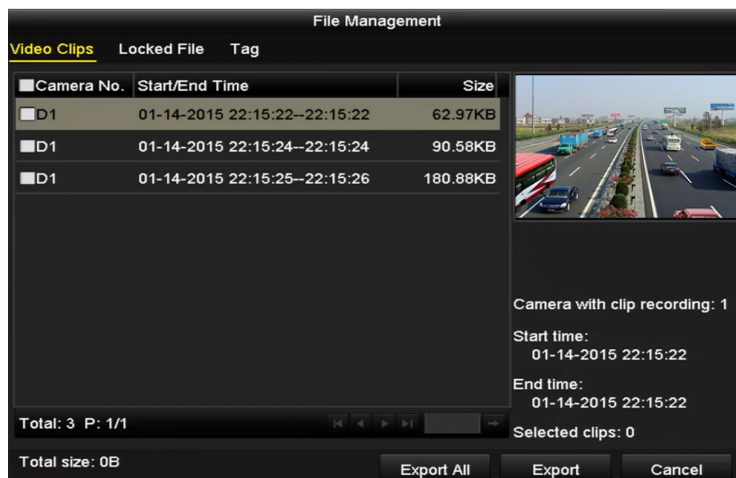 File Management
Video Clips Locked File Tag
Camera No. Start/End Time Size
D1 01-14-2015 22:15:22--22:15:22 62.97KB
D1 01-14-2015 22:15:24--22:15:24 90.58KB
D1 01-14-2015 22:15:25--22:15:26 180.88KB
Camera with clip recording: 1
Start time:
01-14-2015 22:15:22
End time:
01-14-2015 22:15:22
Selected clips: 0
Total: 3 P: 1/1
Total size: 0B
Export All Export Cancel